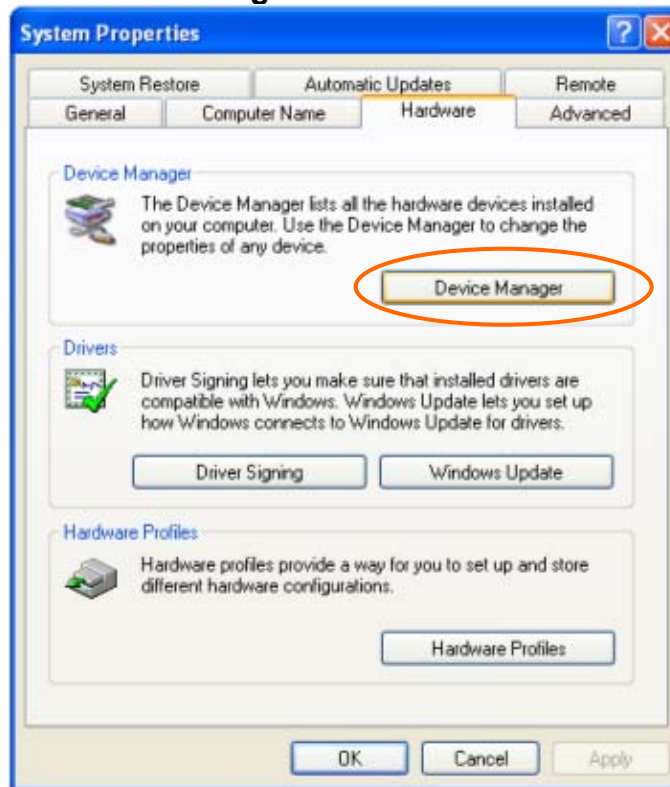 System Properties
System Restore Automatic Updates Remote
General Computer Name Hardware Advanced
Device Manager
The Device Manager lists all the hardware devices installed
on your computer. Use the Device Manager to change the
properties of any device.
Device Manager
Drivers
Driver Signing lets you make sure that installed drivers are
compatible with Windows. Windows Update lets you set up
how Windows connects to Windows Update for drivers.
Driver Signing Windows Update
Hardware Profiles
Hardware profiles provide a way for you to set up and store
different hardware configurations.
Hardware Profiles
OK Cancel Apply